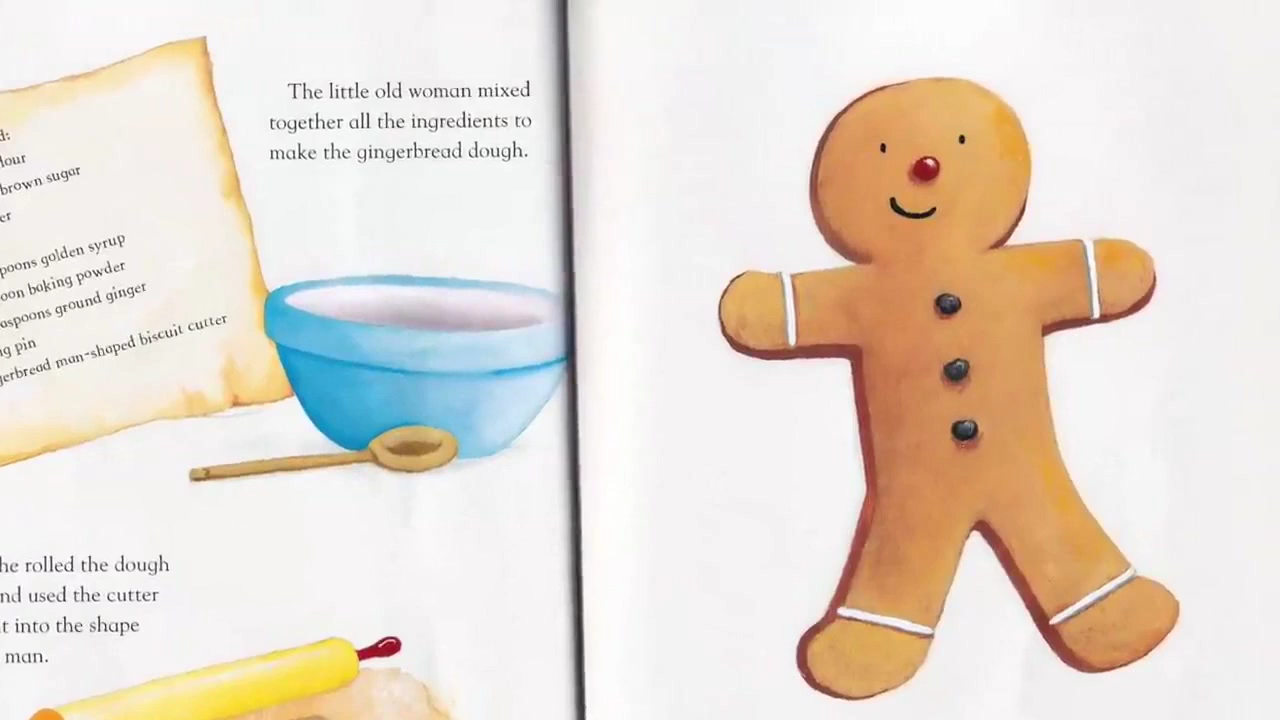 d:
lour
brown sugar
er
poons golden syrup
oon baking powder
aspoons ground ginger
ng pin
gerbread man-shaped biscuit cutter
The little old woman mixed
together all the ingredients to
make the gingerbread dough.
he rolled the dough
nd used the cutter
t into the shape
man.